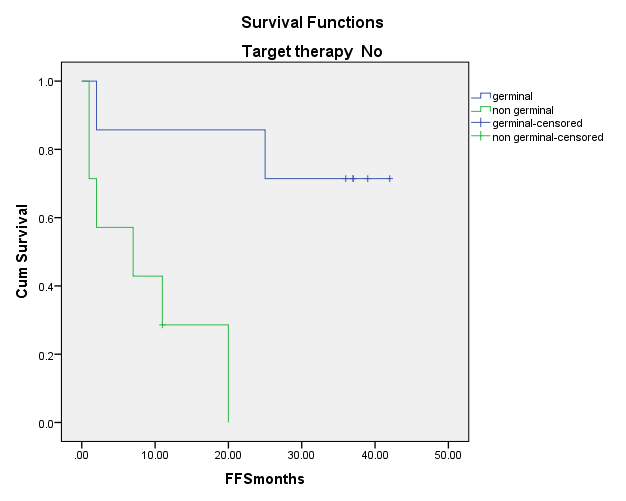 Survival Functions
Target therapy No
germinal
non germinal
germinal-censored
non germinal-censored
1.0
0.8
0.6
0.4
0.2
0.0
Cum Survival
.00 10.00 20.00 30.00 40.00 50.00
FFSmonths